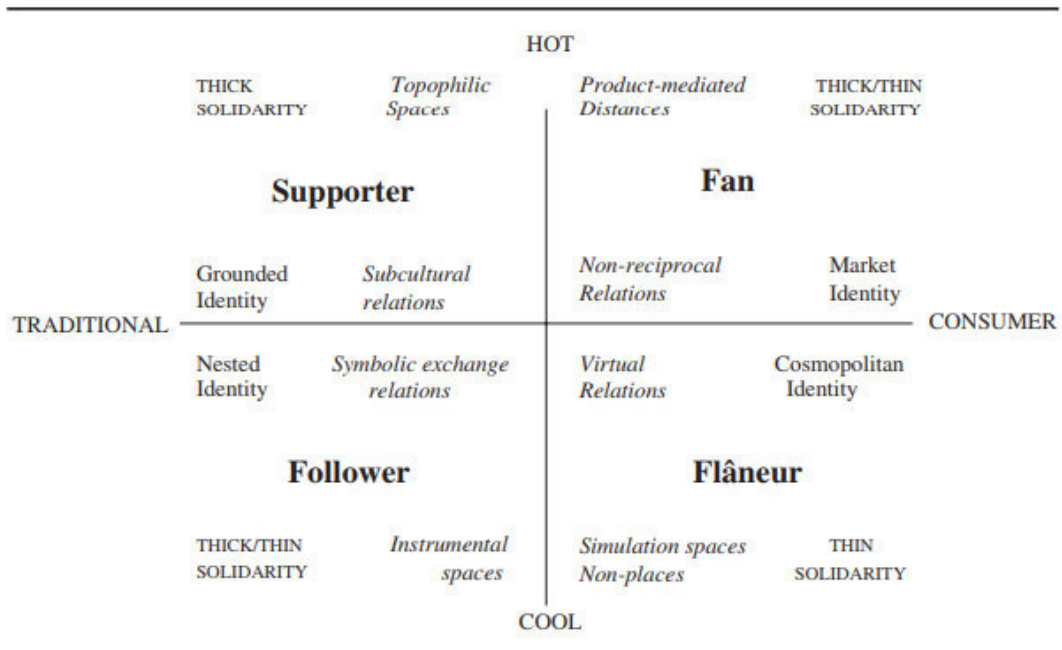 HOT
THICK Topophilic Product-mediated THICK/THIN
SOLIDARITY Spaces Distances SOLIDARITY
Supporter Fan
Grounded Subcultural Non-reciprocal Market
Identity relations Relations Identity
TRADITIONAL CONSUMER
Nested Symbolic exchange Virtual Cosmopolitan
Identity relations Relations Identity
Follower Flâneur
THICK/THIN Instrumental Simulation spaces THIN
SOLIDARITY spaces Non-places SOLIDARITY
COOL